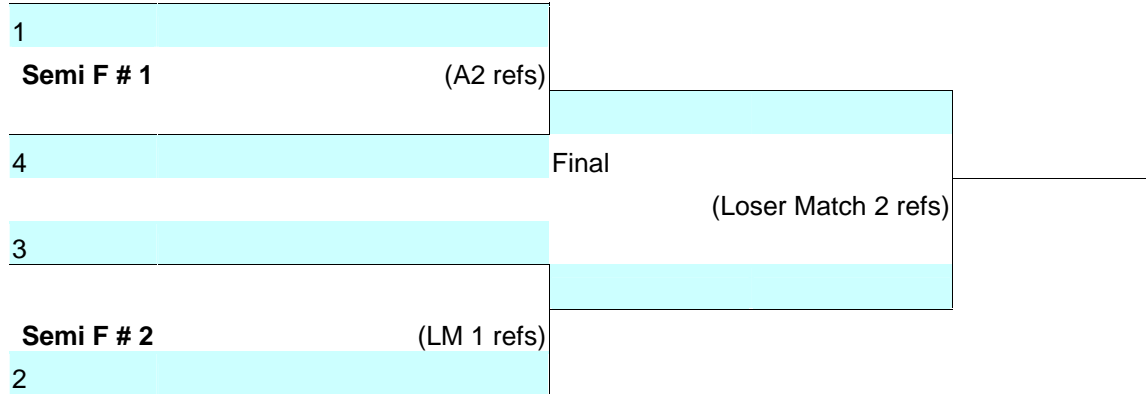 1
Semi F # 1 (A2 refs)
4 Final
(Loser Match 2 refs)
3
Semi F # 2 (LM 1 refs)
2